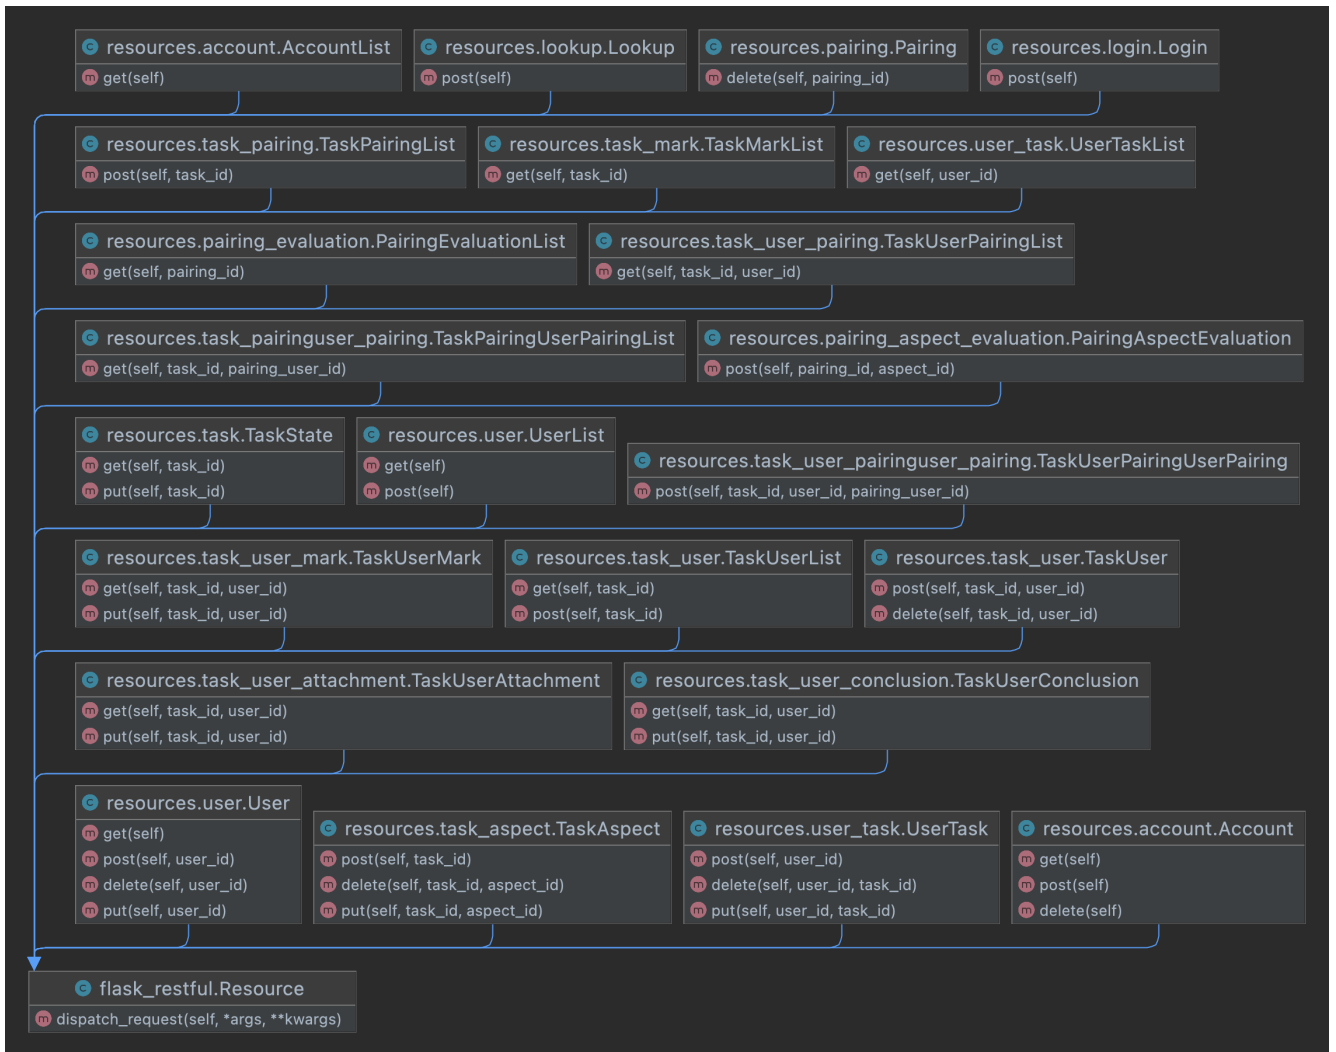 resources.account.AccountList
get(self)
resources.lookup.Lookup
post(self)
resources.pairing.Pairing
delete(self, pairing_id)
resources.login.Login
post(self)
resources.task_pairing.TaskPairingList
post(self, task_id)
resources.task_mark.TaskMarkList
get(self, task_id)
resources.user_task.UserTaskList
get(self, user_id)
resources.pairing_evaluation.PairingEvaluationList
get(self, pairing_id)
resources.task_user_pairing.TaskUserPairingList
get(self, task_id, user_id)
resources.task_pairinguser_pairing.TaskPairingUserPairingList
get(self, task_id, pairing_user_id)
resources.pairing_aspect_evaluation.PairingAspectEvaluation
post(self, pairing_id, aspect_id)
resources.task.TaskState
get(self, task_id)
put(self, task_id)
resources.user.UserList
get(self)
post(self)
resources.task_user_pairinguser_pairing.TaskUserPairingUserPairing
post(self, task_id, user_id, pairing_user_id)
resources.task_user_mark.TaskUserMark
get(self, task_id, user_id)
put(self, task_id, user_id)
resources.task_user.TaskUserList
get(self, task_id)
post(self, task_id)
resources.task_user.TaskUser
post(self, task_id, user_id)
delete(self, task_id, user_id)
resources.task_user_attachment.TaskUserAttachment
get(self, task_id, user_id)
put(self, task_id, user_id)
resources.task_user_conclusion.TaskUserConclusion
get(self, task_id, user_id)
put(self, task_id, user_id)
resources.user.User
get(self)
post(self, user_id)
delete(self, user_id)
put(self, user_id)
resources.task_aspect.TaskAspect
post(self, task_id)
delete(self, task_id, aspect_id)
put(self, task_id, aspect_id)
resources.user_task.UserTask
post(self, user_id)
delete(self, user_id, task_id)
put(self, user_id, task_id)
resources.account.Account
get(self)
post(self)
delete(self)
flask_restful.Resource
dispatch_request(self, *args, **kwargs)